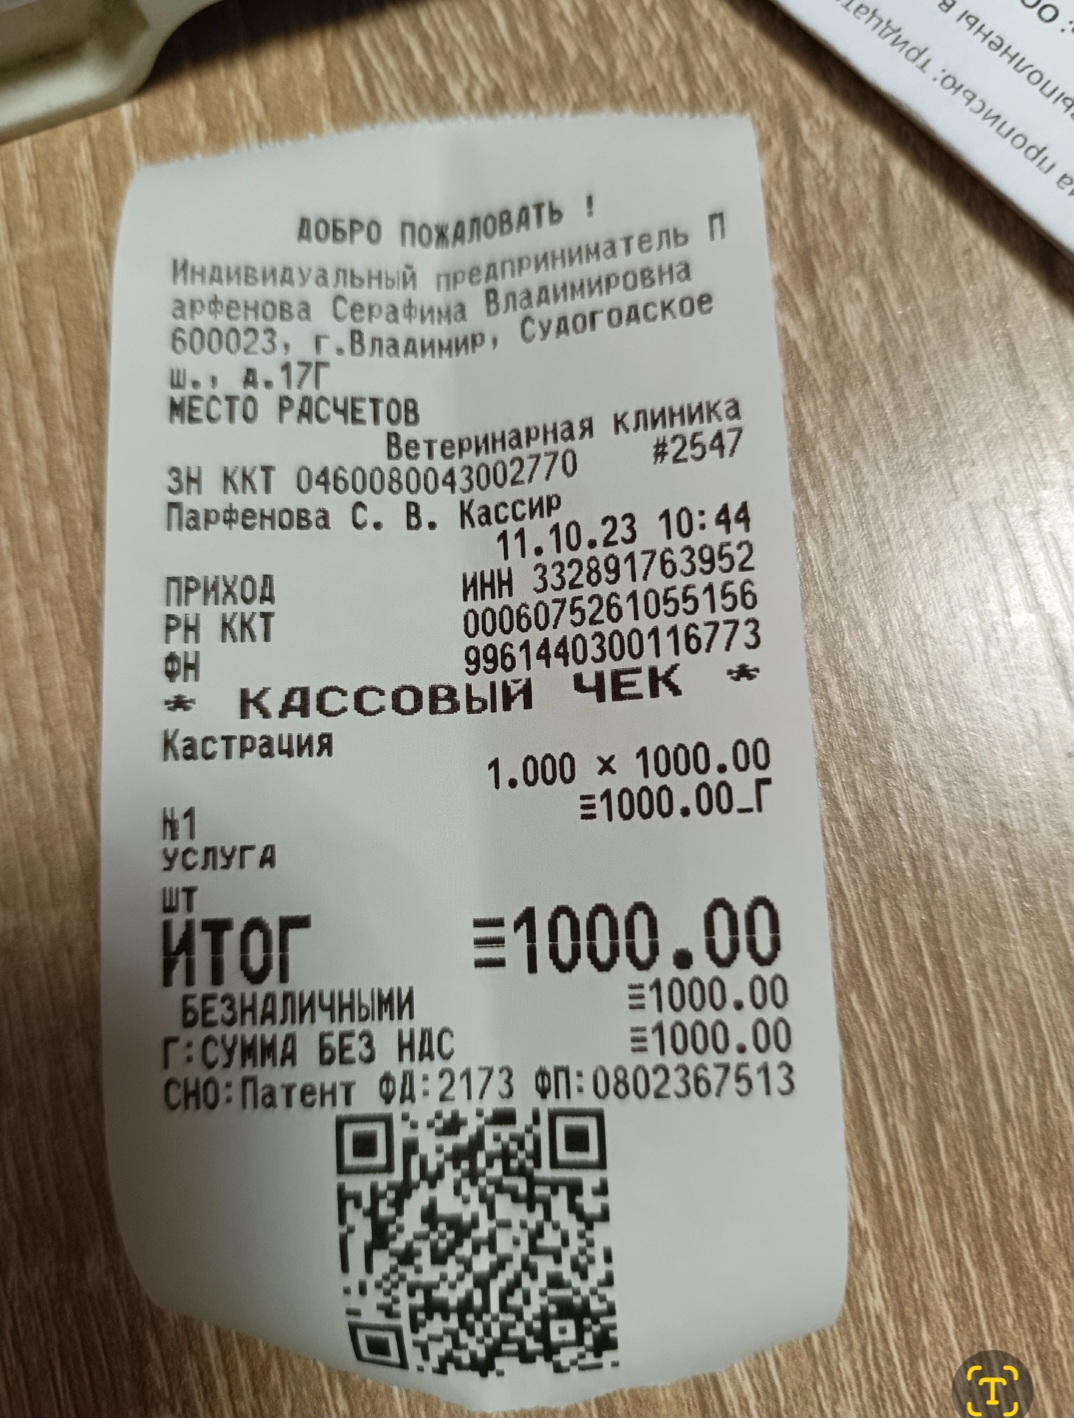 ДОБРО ПОЖАЛОВАТЬ !
Индивидуальный предприниматель П
арфенова Серафима Владимировна
600023, г.Владимир, Судогодское
ш., д.17Г
МЕСТО РАСЧЕТОВ
Ветеринарная клиника
ЗН ККТ 0460080043002770 #2547
Парфенова С. В. Кассир
11.10.23 10:44
ПРИХОД ИНН 332891763952
РН ККТ 0006075261055156
ФН 9961440300116773
* КАССОВЫЙ ЧЕК *
Кастрация
1.000 × 1000.00
≡1000.00_Г
№1
УСЛУГА
шт
ИТОГ ≡1000.00
БЕЗНАЛИЧНЫМИ ≡1000.00
Г:СУММА БЕЗ НДС ≡1000.00
СНО:Патент ФД:2173 ФП:0802367513
прописью: